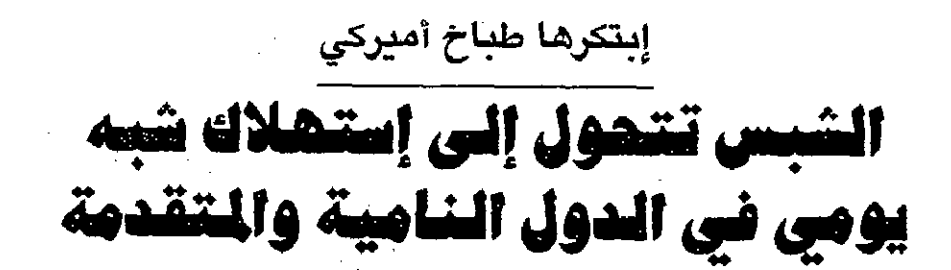 إبتكرها طباخ أميركي
الشبس تتحول إلى إستهلاك شبه
يومي في الدول النامية والمتقدمة